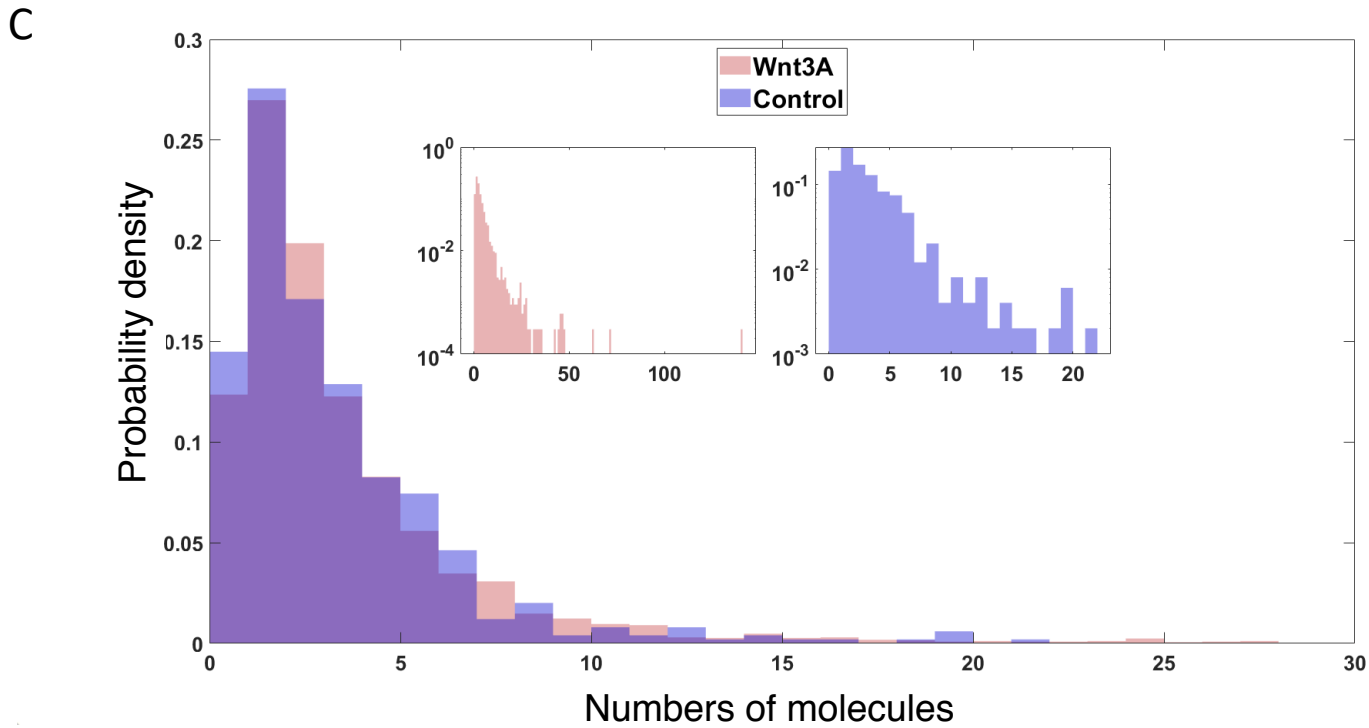 C
Probability density
0.3
0.25
0.2
0.15
0.1
0.05
0
Wnt3A
Control
10^0
10^-2
10^-4
0 50 100
10^-1
10^-2
10^-3
0 5 10 15 20
0 5 10 15 20 25 30
Numbers of molecules